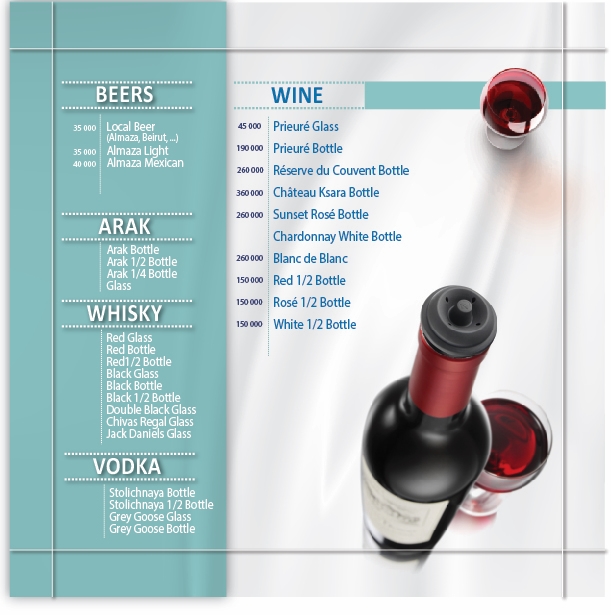 BEERS
35 000 Local Beer
(Almaza, Beirut, ...)
35 000 Almaza Light
40 000 Almaza Mexican
ARAK
Arak Bottle
Arak 1/2 Bottle
Arak 1/4 Bottle
Glass
WHISKY
Red Glass
Red Bottle
Red1/2 Bottle
Black Glass
Black Bottle
Black 1/2 Bottle
Double Black Glass
Chivas Regal Glass
Jack Daniels Glass
VODKA
Stolichnaya Bottle
Stolichnaya 1/2 Bottle
Grey Goose Glass
Grey Goose Bottle
WINE
45 000 Prieuré Glass
190 000 Prieuré Bottle
260 000 Réserve du Couvent Bottle
360 000 Château Ksara Bottle
260 000 Sunset Rosé Bottle
Chardonnay White Bottle
260 000 Blanc de Blanc
150 000 Red 1/2 Bottle
150 000 Rosé 1/2 Bottle
150 000 White 1/2 Bottle